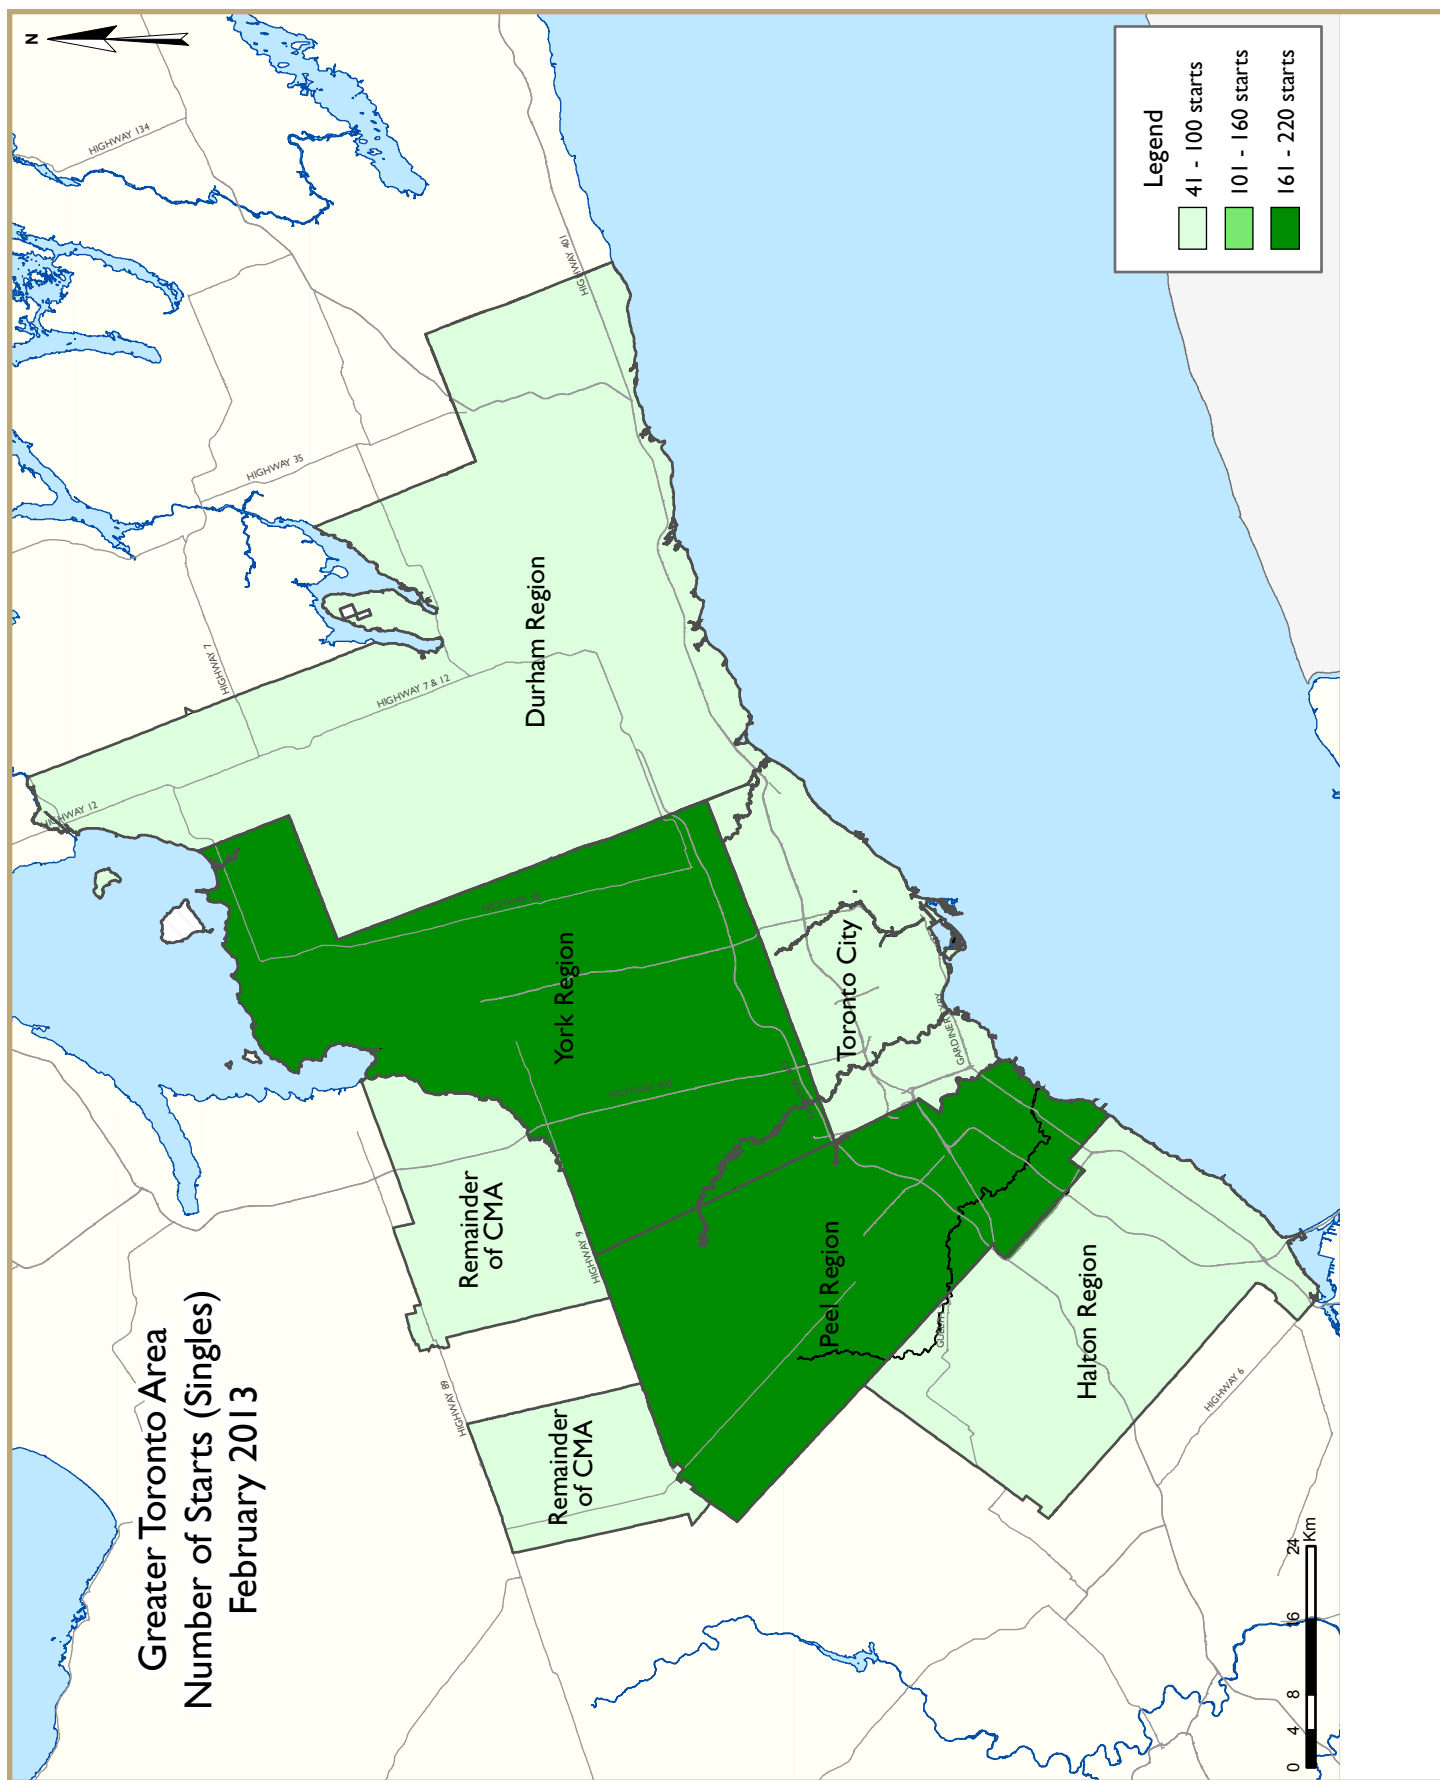 Greater Toronto Area
Number of Starts (Singles)
February 2013
N
Legend
41 - 100 starts
101 - 160 starts
161 - 220 starts
HIGHWAY 134
HIGHWAY 401
HIGHWAY 35
HIGHWAY 7
HIGHWAY 7 & 12
HIGHWAY 12
Durham Region
York Region
Toronto City
GARDINER
Remainder
of CMA
HIGHWAY 9
HIGHWAY 89
Remainder
of CMA
Peel Region
Halton Region
HIGHWAY 6
0 4 8 16 24
Km